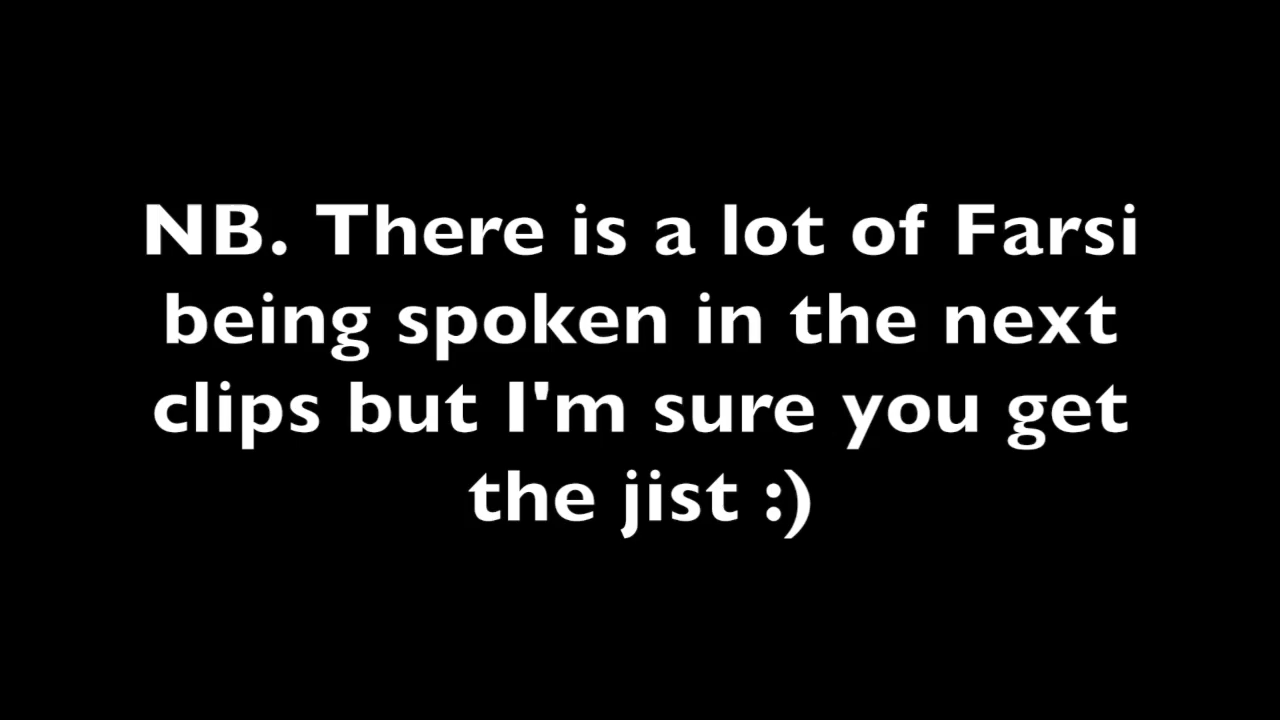 NB. There is a lot of Farsi
being spoken in the next
clips but I'm sure you get
the jist :)